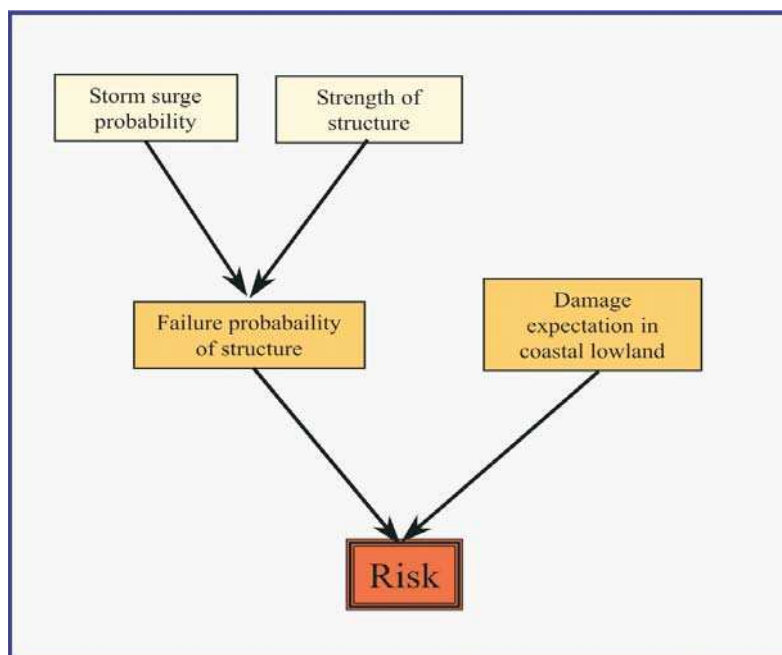 Storm surge
probability
Strength of
structure
Failure probabaility
of structure
Damage
expectation in
coastal lowland
Risk